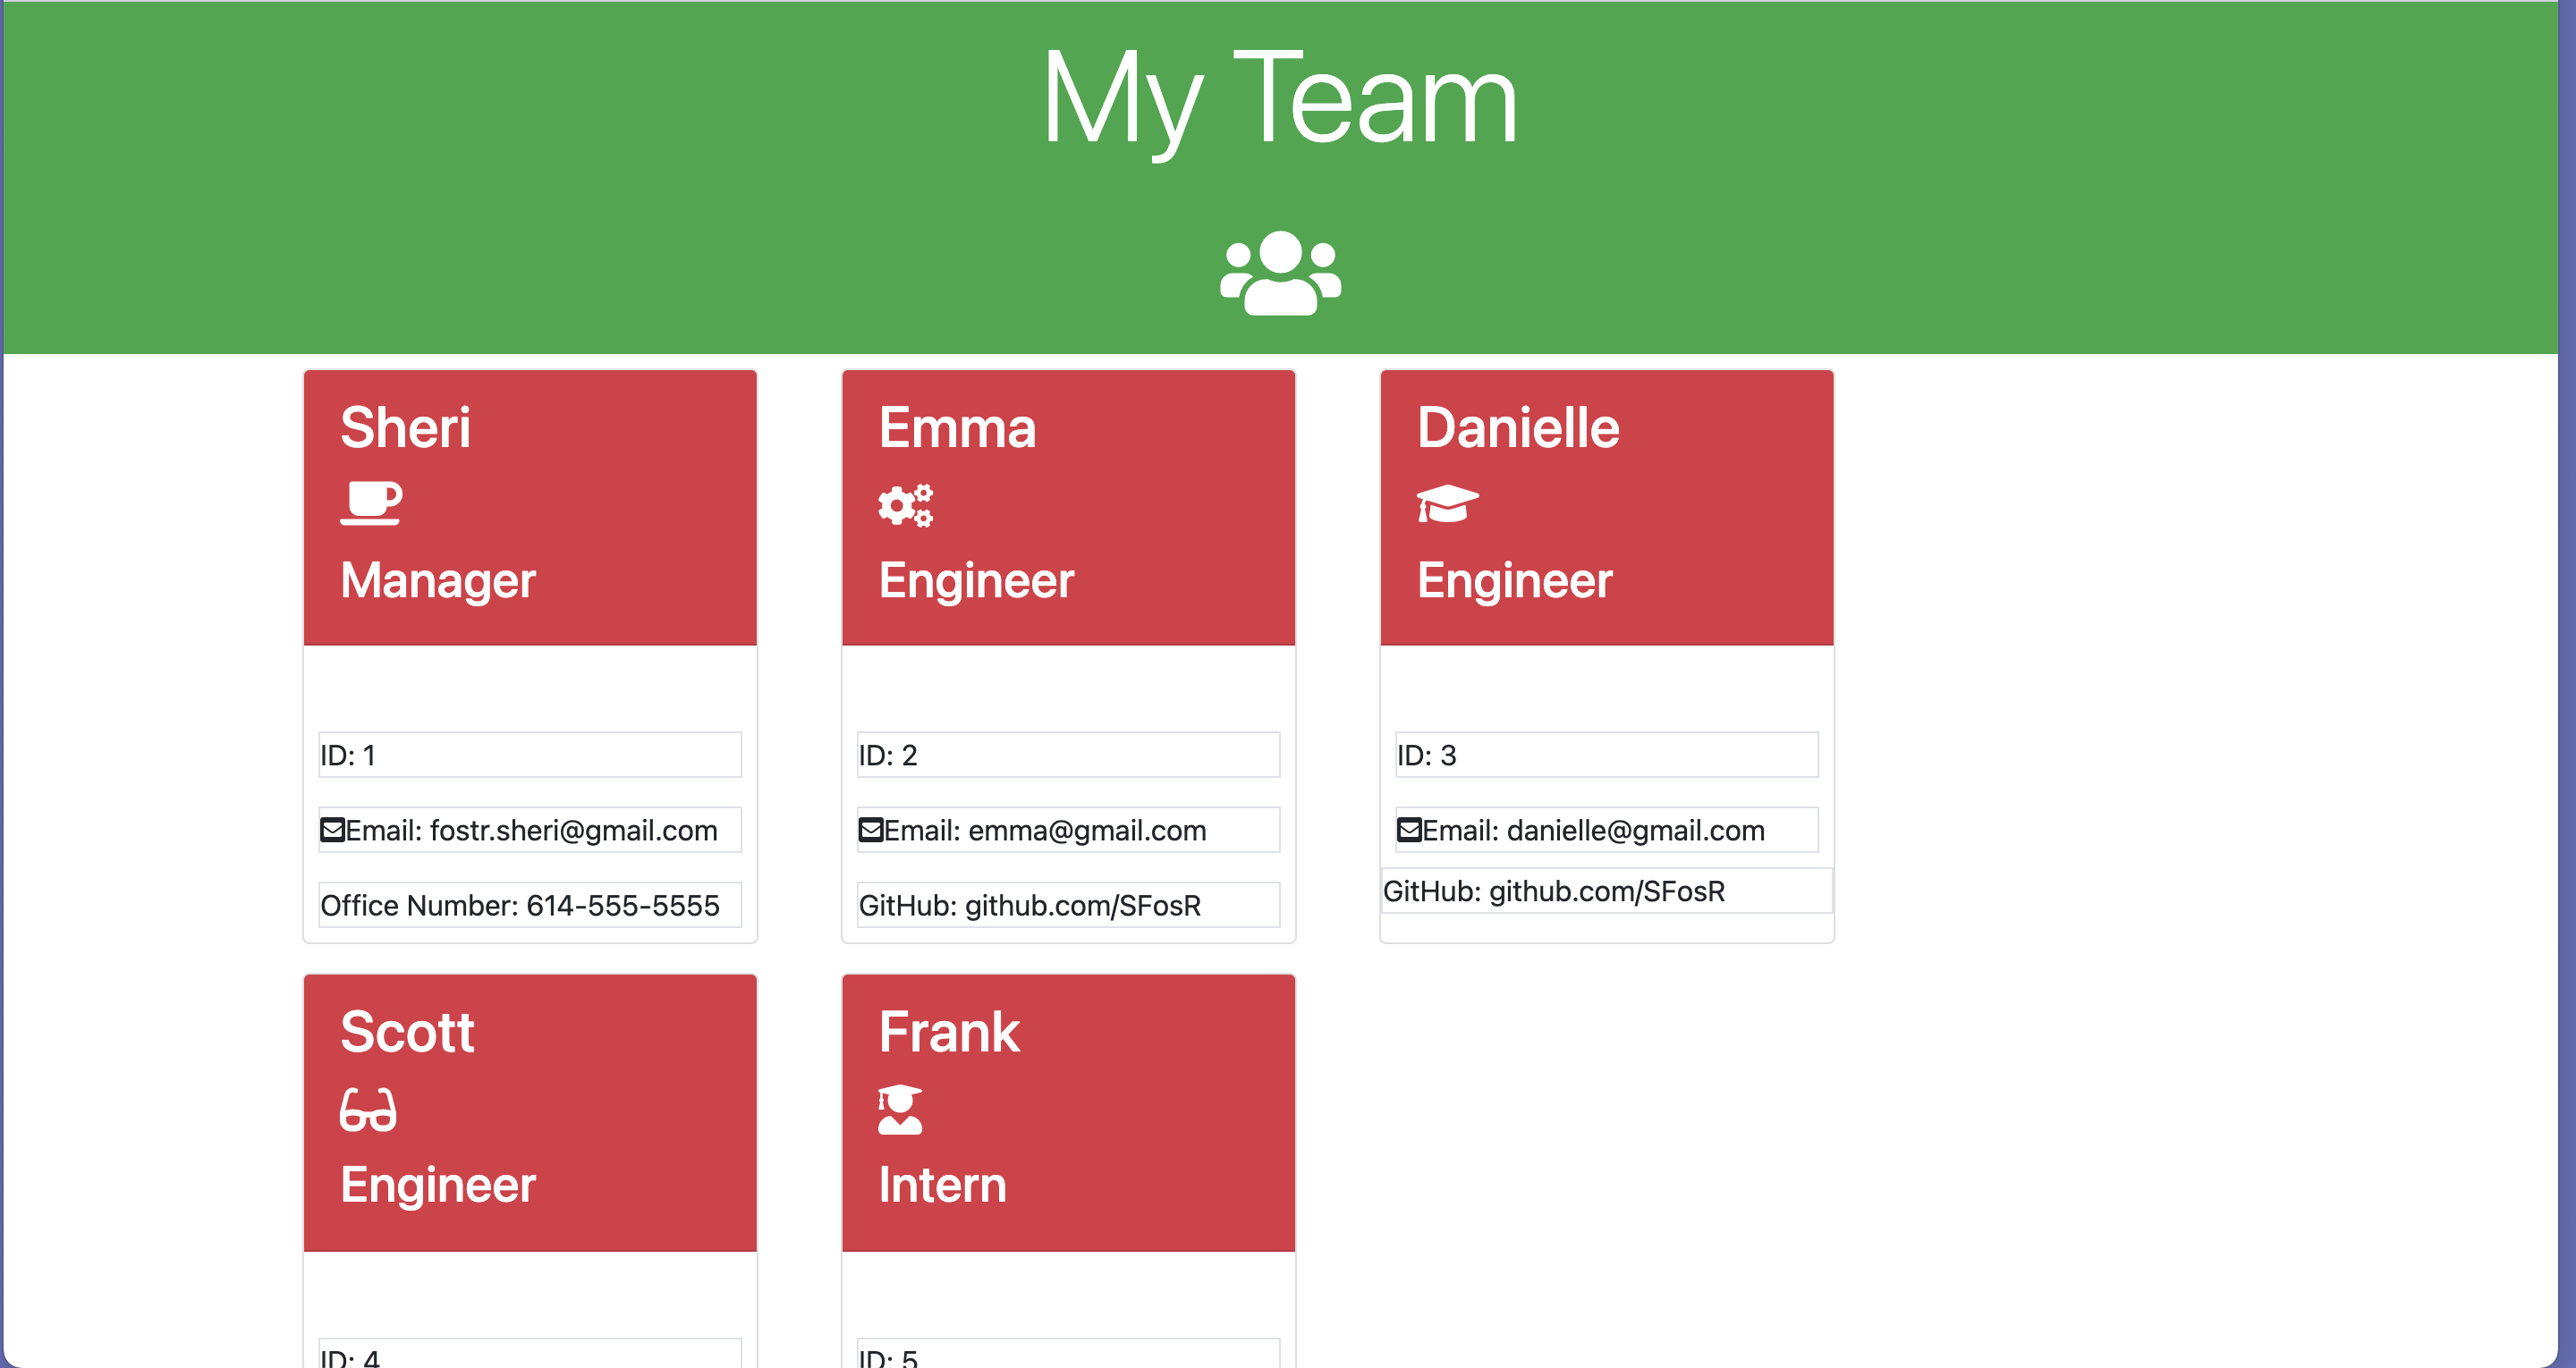 My Team
Sheri
Manager
ID: 1
Email: fostr.sheri@gmail.com
Office Number: 614-555-5555
Emma
Engineer
ID: 2
Email: emma@gmail.com
GitHub: github.com/SFosR
Danielle
Engineer
ID: 3
Email: danielle@gmail.com
GitHub: github.com/SFosR
Scott
Engineer
ID: 4
Frank
Intern
ID: 5